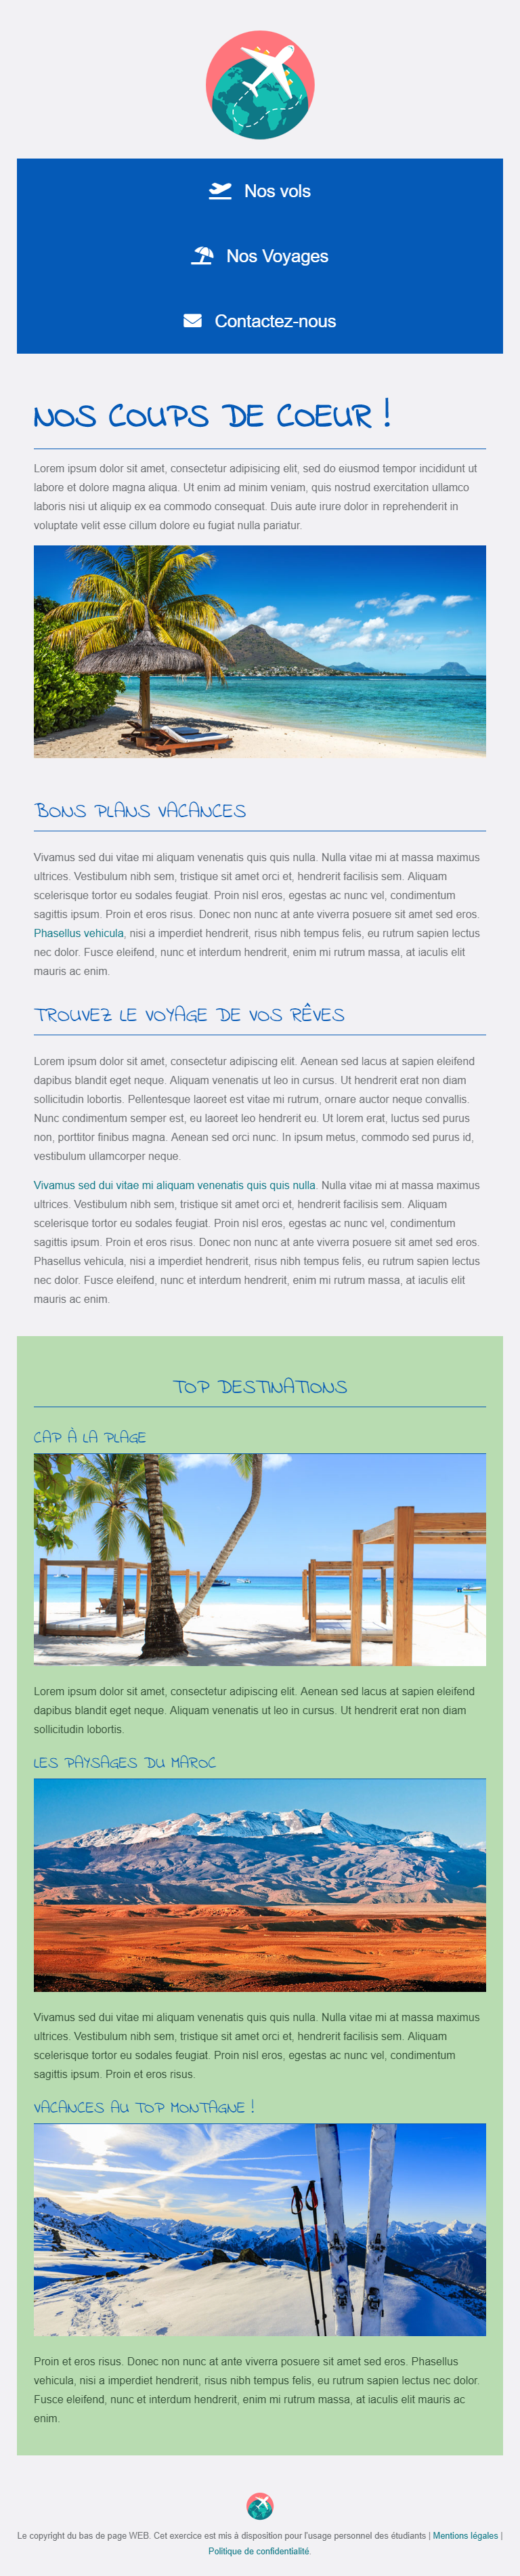 Nos vols
Nos Voyages
Contactez-nous
NOS COUPS DE COEUR !
Lorem ipsum dolor sit amet, consectetur adipisicing elit, sed do eiusmod tempor incididunt ut
labore et dolore magna aliqua. Ut enim ad minim veniam, quis nostrud exercitation ullamco
laboris nisi ut aliquip ex ea commodo consequat. Duis aute irure dolor in reprehenderit in
voluptate velit esse cillum dolore eu fugiat nulla pariatur.
BONS PLANS VACANCES
Vivamus sed dui vitae mi aliquam venenatis quis quis nulla. Nulla vitae mi at massa maximus
ultrices. Vestibulum nibh sem, tristique sit amet orci et, hendrerit facilisis sem. Aliquam
scelerisque tortor eu sodales feugiat. Proin nisl eros, egestas ac nunc vel, condimentum
sagittis ipsum. Proin et eros risus. Donec non nunc at ante viverra posuere sit amet sed eros.
Phasellus vehicula, nisi a imperdiet hendrerit, risus nibh tempus felis, eu rutrum sapien lectus
nec dolor. Fusce eleifend, nunc et interdum hendrerit, enim mi rutrum massa, at iaculis elit
mauris ac enim.
TROUVEZ LE VOYAGE DE VOS RÊVES
Lorem ipsum dolor sit amet, consectetur adipiscing elit. Aenean sed lacus at sapien eleifend
dapibus blandit eget neque. Aliquam venenatis ut leo in cursus. Ut hendrerit erat non diam
sollicitudin lobortis. Pellentesque laoreet est vitae mi rutrum, ornare auctor neque convallis.
Nunc condimentum semper est, eu laoreet leo hendrerit eu. Ut lorem erat, luctus sed purus
non, porttitor finibus magna. Aenean sed orci nunc. In ipsum metus, commodo sed purus id,
vestibulum ullamcorper neque.
Vivamus sed dui vitae mi aliquam venenatis quis quis nulla. Nulla vitae mi at massa maximus
ultrices. Vestibulum nibh sem, tristique sit amet orci et, hendrerit facilisis sem. Aliquam
scelerisque tortor eu sodales feugiat. Proin nisl eros, egestas ac nunc vel, condimentum
sagittis ipsum. Proin et eros risus. Donec non nunc at ante viverra posuere sit amet sed eros.
Phasellus vehicula, nisi a imperdiet hendrerit, risus nibh tempus felis, eu rutrum sapien lectus
nec dolor. Fusce eleifend, nunc et interdum hendrerit, enim mi rutrum massa, at iaculis elit
mauris ac enim.
TOP DESTINATIONS
CAP À LA PLAGE
Lorem ipsum dolor sit amet, consectetur adipiscing elit. Aenean sed lacus at sapien eleifend
dapibus blandit eget neque. Aliquam venenatis ut leo in cursus. Ut hendrerit erat non diam
sollicitudin lobortis.
LES PAYSAGES DU MAROC
Vivamus sed dui vitae mi aliquam venenatis quis quis nulla. Nulla vitae mi at massa maximus
ultrices. Vestibulum nibh sem, tristique sit amet orci et, hendrerit facilisis sem. Aliquam
scelerisque tortor eu sodales feugiat. Proin nisl eros, egestas ac nunc vel, condimentum
sagittis ipsum. Proin et eros risus.
VACANCES AU TOP MONTAGNE !
Proin et eros risus. Donec non nunc at ante viverra posuere sit amet sed eros. Phasellus
vehicula, nisi a imperdiet hendrerit, risus nibh tempus felis, eu rutrum sapien lectus nec dolor.
Fusce eleifend, nunc et interdum hendrerit, enim mi rutrum massa, at iaculis elit mauris ac
enim.
Le copyright du bas de page WEB. Cet exercice est mis à disposition pour l'usage personnel des étudiants | Mentions légales |
Politique de confidentialité.